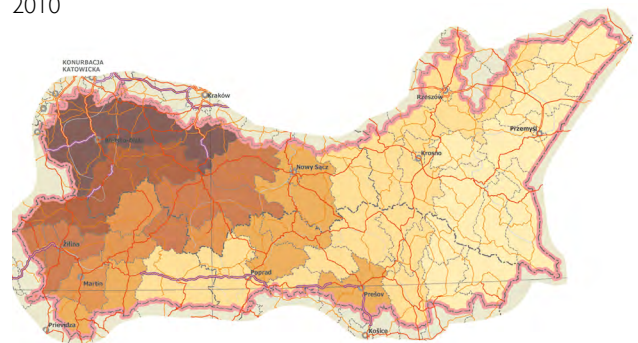 2010
KONURBACJA
KATOWICKA
Kraków
Rzeszów
Przemyśl
Nowy Sącz
Krosno
Žilina
Martin
Poprad
Prešov
Prievidza
Košice